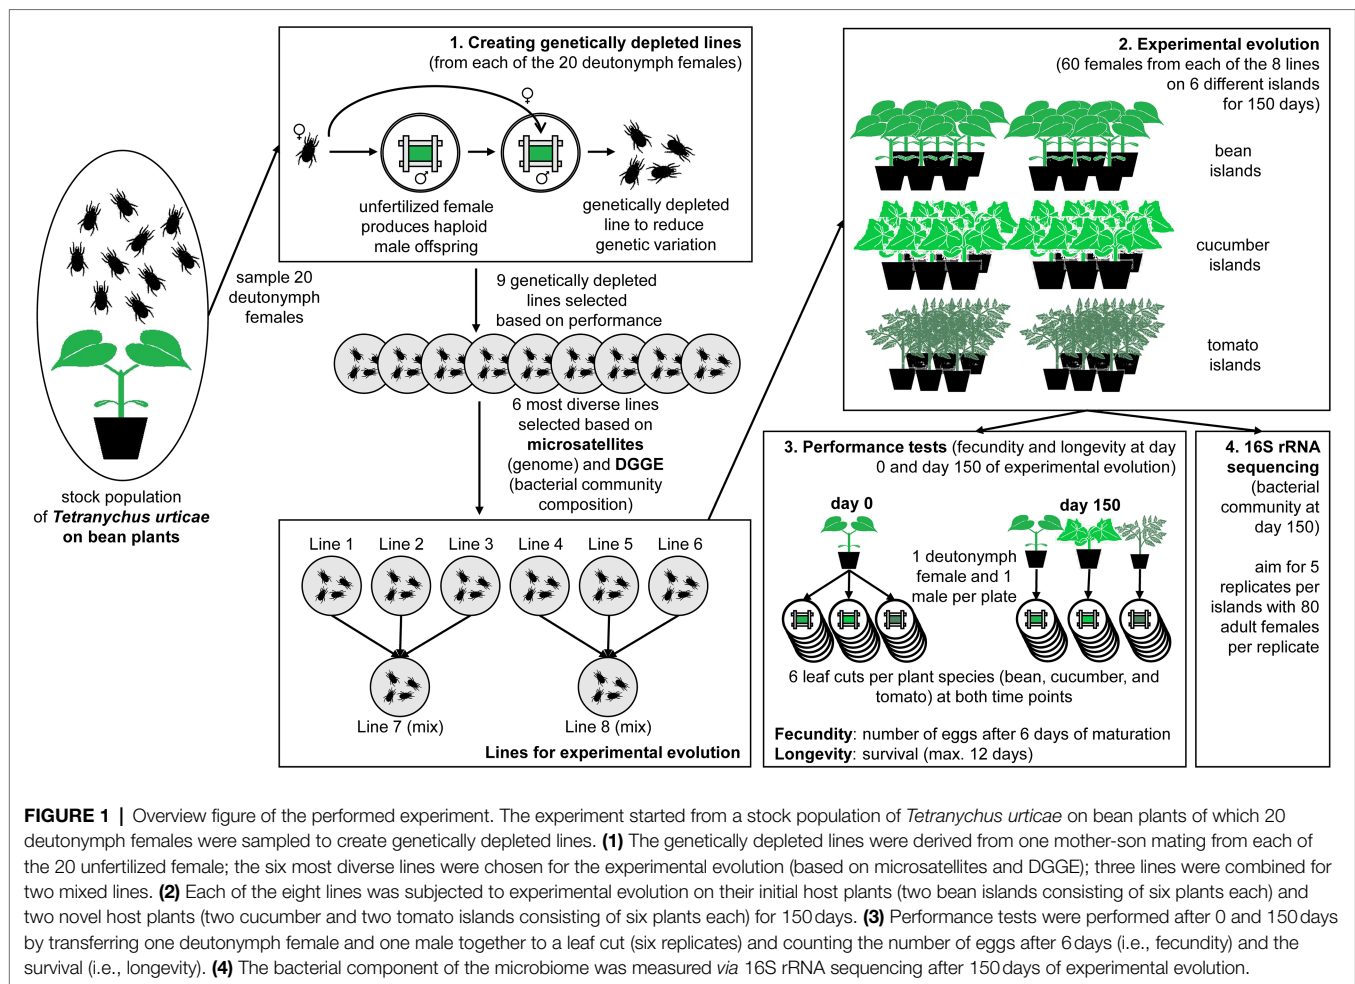 stock population
of Tetranychus urticae
on bean plants
sample 20
deutonymph
females
1. Creating genetically depleted lines
(from each of the 20 deutonymph females)
♀
♀
♂
♂
unfertilized female
produces haploid
male offspring
genetically depleted
line to reduce
genetic variation
9 genetically depleted
lines selected
based on performance
6 most diverse lines
selected based on
microsatellites
(genome) and DGGE
(bacterial community
composition)
Line 1 Line 2 Line 3 Line 4 Line 5 Line 6
Line 7 (mix) Line 8 (mix)
Lines for experimental evolution
2. Experimental evolution
(60 females from each of the 8 lines
on 6 different islands
for 150 days)
bean
islands
cucumber
islands
tomato
islands
3. Performance tests (fecundity and longevity at day
0 and day 150 of experimental evolution)
day 0
day 150
1 deutonymph
female and 1
male per plate
6 leaf cuts per plant species (bean, cucumber, and
tomato) at both time points
Fecundity: number of eggs after 6 days of maturation
Longevity: survival (max. 12 days)
4. 16S rRNA
sequencing
(bacterial
community at
day 150)
aim for 5
replicates per
islands with 80
adult females
per replicate
FIGURE 1 | Overview figure of the performed experiment. The experiment started from a stock population of Tetranychus urticae on bean plants of which 20
deutonymph females were sampled to create genetically depleted lines. (1) The genetically depleted lines were derived from one mother-son mating from each of
the 20 unfertilized female; the six most diverse lines were chosen for the experimental evolution (based on microsatellites and DGGE); three lines were combined for
two mixed lines. (2) Each of the eight lines was subjected to experimental evolution on their initial host plants (two bean islands consisting of six plants each) and
two novel host plants (two cucumber and two tomato islands consisting of six plants each) for 150 days. (3) Performance tests were performed after 0 and 150 days
by transferring one deutonymph female and one male together to a leaf cut (six replicates) and counting the number of eggs after 6 days (i.e., fecundity) and the
survival (i.e., longevity). (4) The bacterial component of the microbiome was measured via 16S rRNA sequencing after 150 days of experimental evolution.